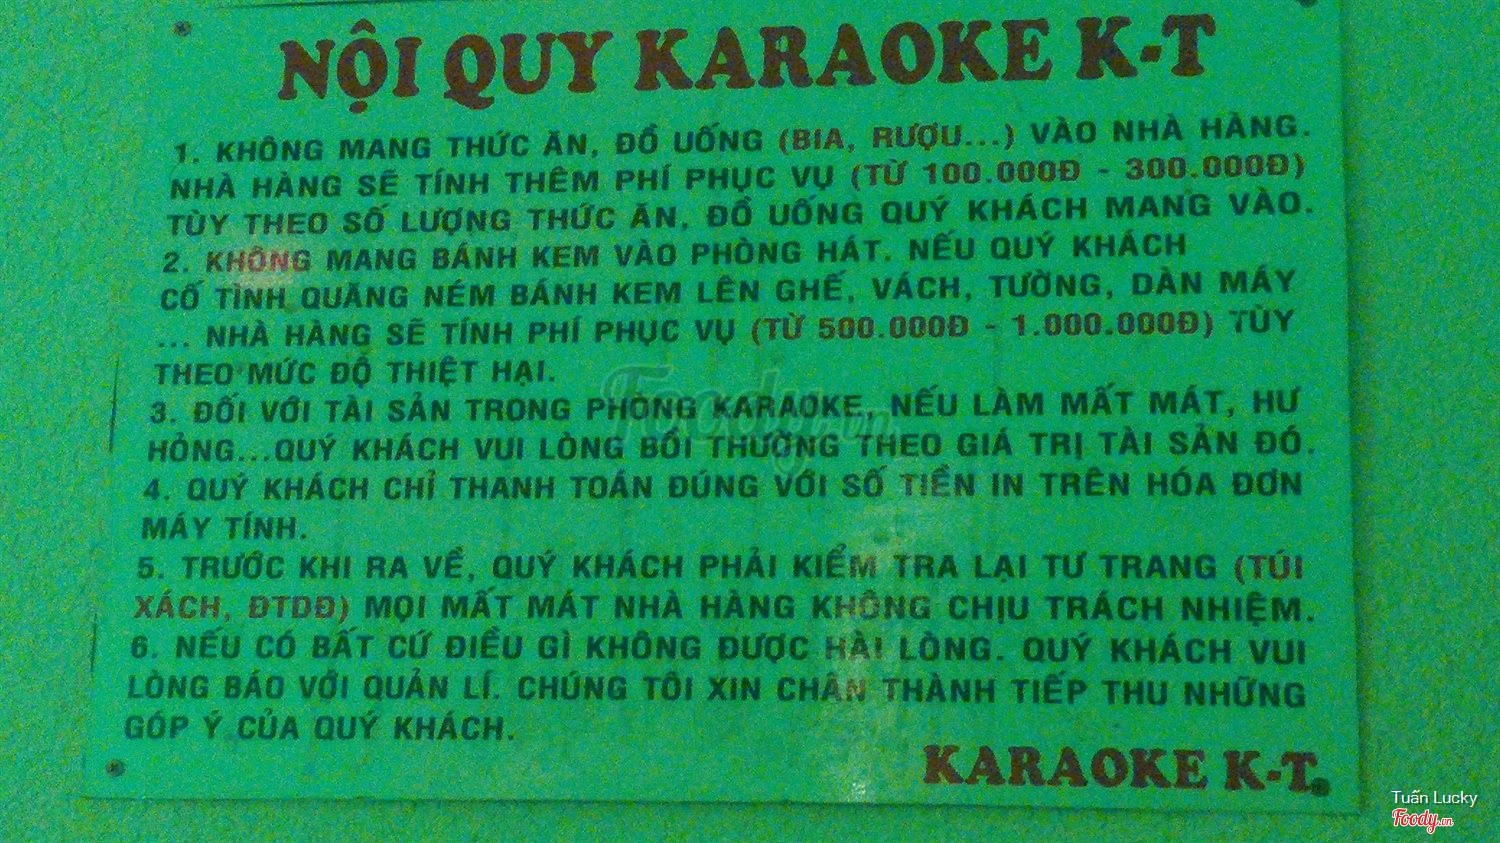 NỘI QUY KARAOKE K-T
1. KHÔNG MANG THỨC ĂN, ĐỒ UỐNG (BIA, RƯỢU...) VÀO NHÀ HÀNG.
NHÀ HÀNG SẼ TÍNH THÊM PHÍ PHỤC VỤ (TỪ 100.000Đ - 300.000Đ)
TÙY THEO SỐ LƯỢNG THỨC ĂN, ĐỒ UỐNG QUÝ KHÁCH MANG VÀO.
2. KHÔNG MANG BÁNH KEM VÀO PHÒNG HÁT. NẾU QUÝ KHÁCH
CỐ TÌNH QUĂNG NÉM BÁNH KEM LÊN GHẾ, VÁCH, TƯỜNG, DÀN MÁY
... NHÀ HÀNG SẼ TÍNH PHÍ PHỤC VỤ (TỪ 500.000Đ - 1.000.000Đ) TÙY
THEO MỨC ĐỘ THIỆT HẠI.
3. ĐỐI VỚI TÀI SẢN TRONG PHÒNG KARAOKE, NẾU LÀM MẤT MÁT, HƯ
HỎNG...QUÝ KHÁCH VUI LÒNG BỒI THƯỜNG THEO GIÁ TRỊ TÀI SẢN ĐÓ.
4. QUÝ KHÁCH CHỈ THANH TOÁN ĐÚNG VỚI SỐ TIỀN IN TRÊN HÓA ĐƠN
MÁY TÍNH.
5. TRƯỚC KHI RA VỀ, QUÝ KHÁCH PHẢI KIỂM TRA LẠI TƯ TRANG (TÚI
XÁCH, ĐTDĐ) MỌI MẤT MÁT NHÀ HÀNG KHÔNG CHỊU TRÁCH NHIỆM.
6. NẾU CÓ BẤT CỨ ĐIỀU GÌ KHÔNG ĐƯỢC HÀI LÒNG. QUÝ KHÁCH VUI
LÒNG BÁO VỚI QUẢN LÍ. CHÚNG TÔI XIN CHÂN THÀNH TIẾP THU NHỮNG
GÓP Ý CỦA QUÝ KHÁCH.
KARAOKE K-T
Foody.vn
Tuấn Lucky
Foody.vn